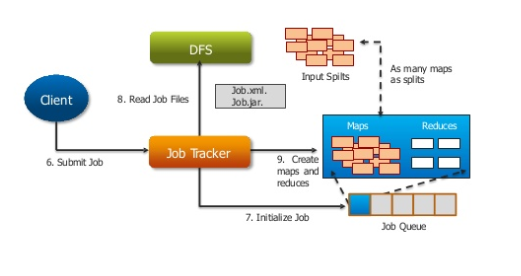 DFS
Input Spilts
As many maps
as splits
Job.xml.
Job.jar.
8. Read Job Files
Client
6. Submit Job
Job Tracker
9. Create
maps and
reduces
Maps
Reduces
7. Initialize Job
Job Queue